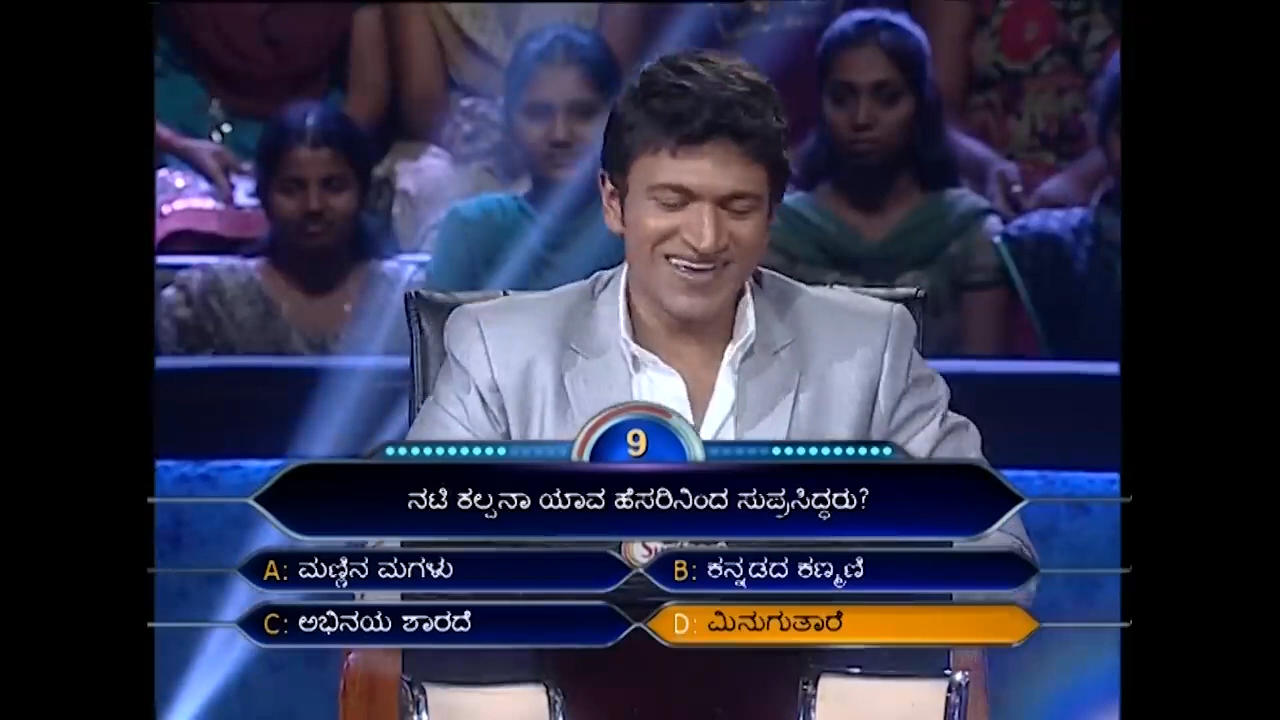 9
ನಟಿ ಕಲ್ಪನಾ ಯಾವ ಹೆಸರಿನಿಂದ ಸುಪ್ರಸಿದ್ಧರು?
A: ಮಣ್ಣಿನ ಮಗಳು
B: ಕನ್ನಡದ ಕಣ್ಮಣಿ
C: ಅಭಿನಯ ಶಾರದೆ
D: ಮಿನುಗುತಾರೆ